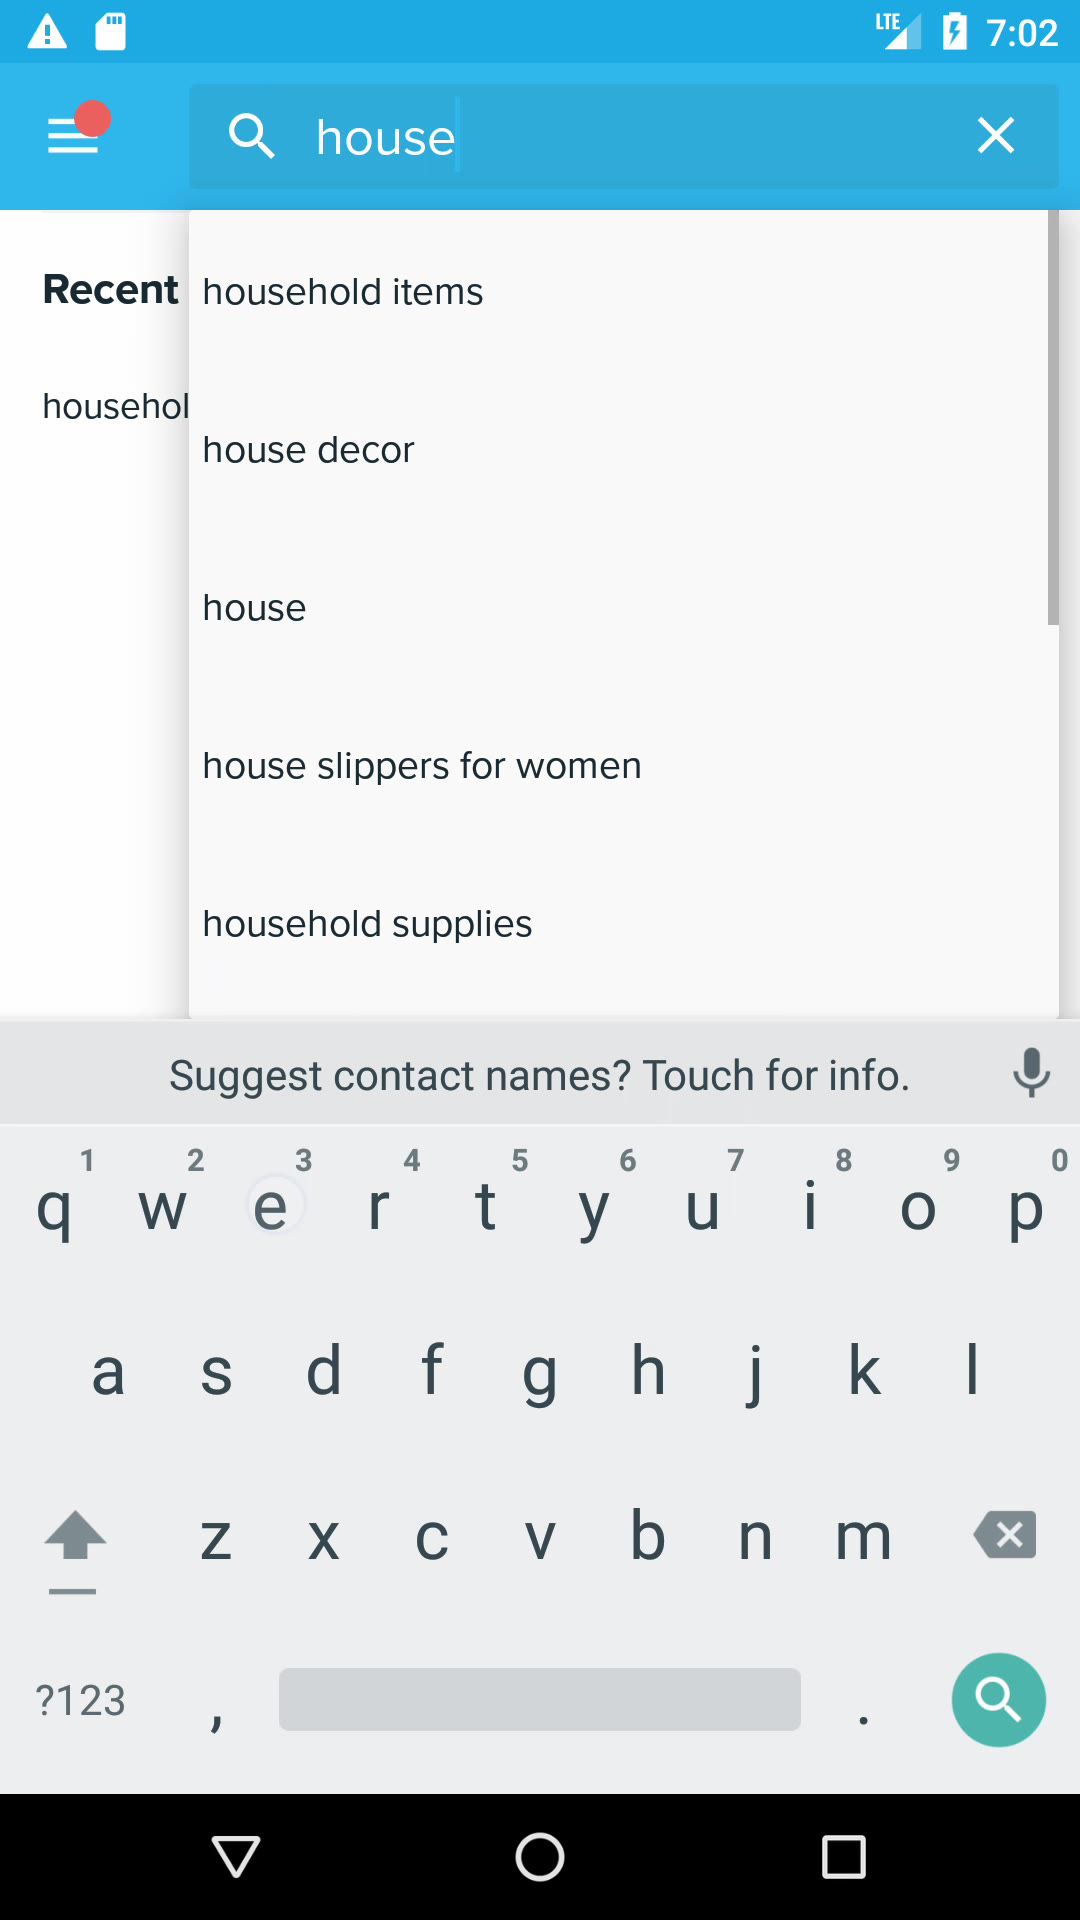 LTE 7:02
house
Recent
househol
household items
house decor
house
house slippers for women
household supplies
Suggest contact names? Touch for info.
1 2 3 4 5 6 7 8 9 0
q w e r t y u i o p
a s d f g h j k l
z x c v b n m
?123 , .